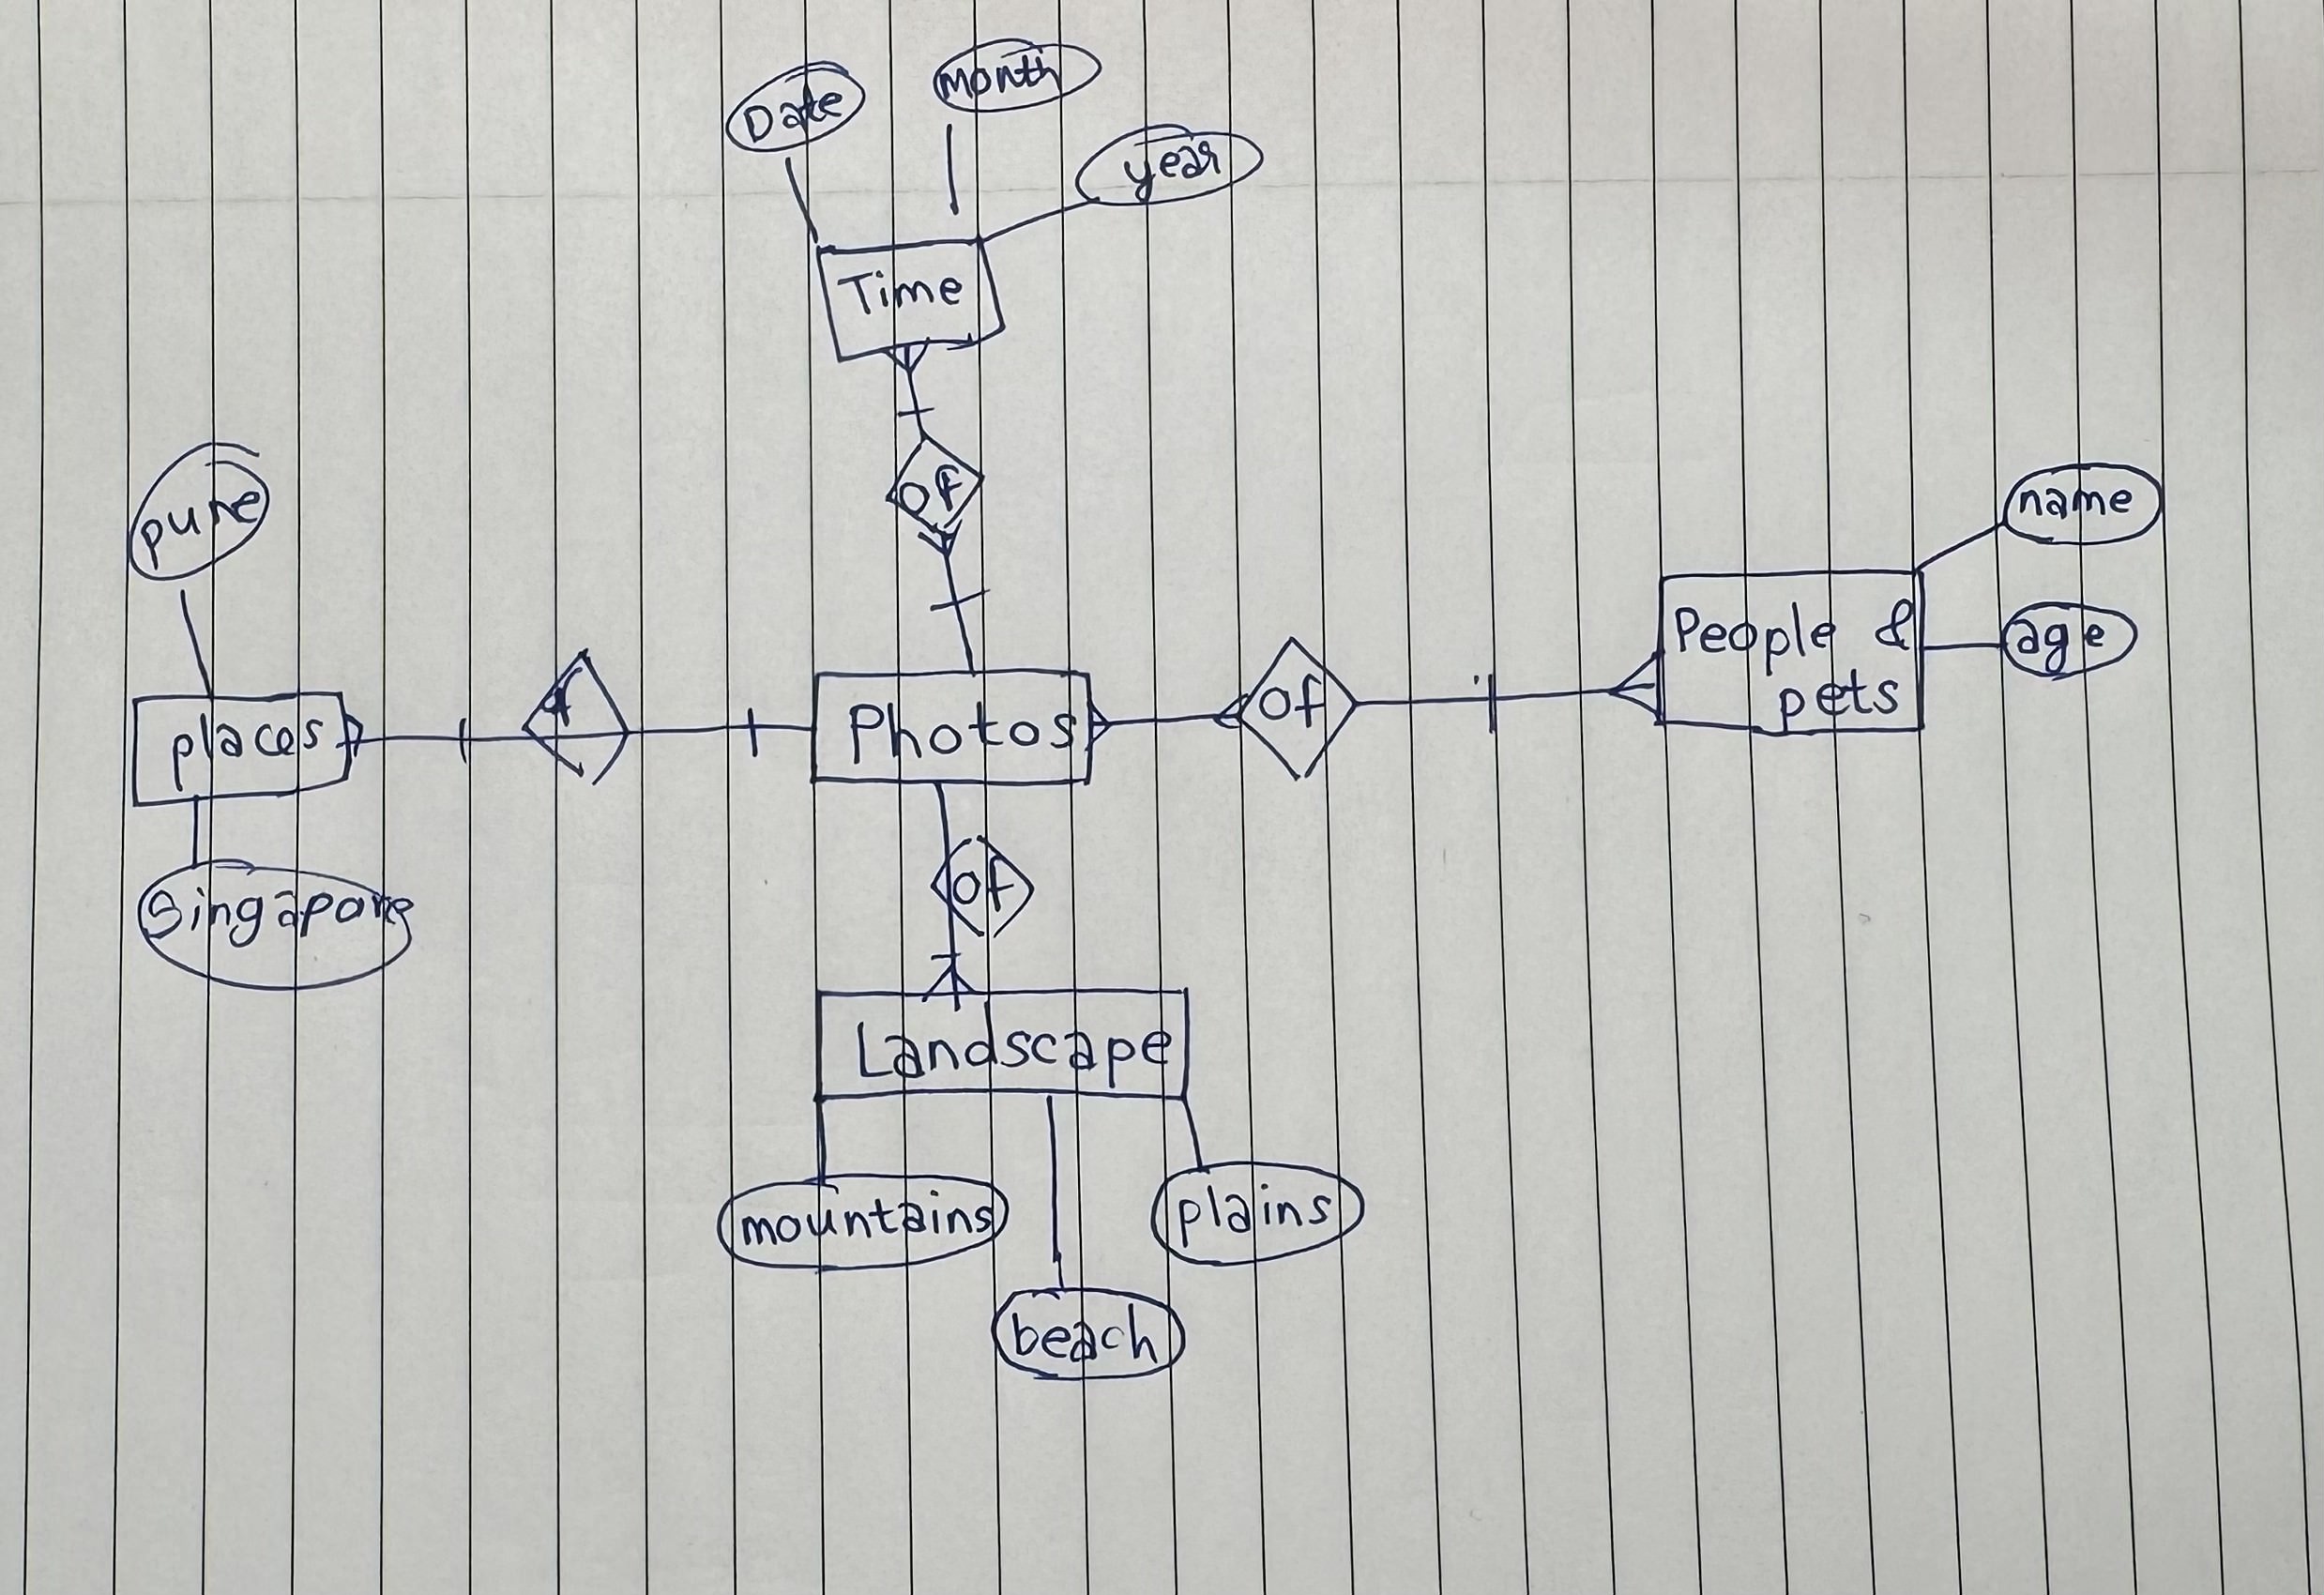 Date
month
year
Time
of
pune
name
People &
pets
age
places
Photos
of
of
Singapore
Landscape
mountains
plains
beach